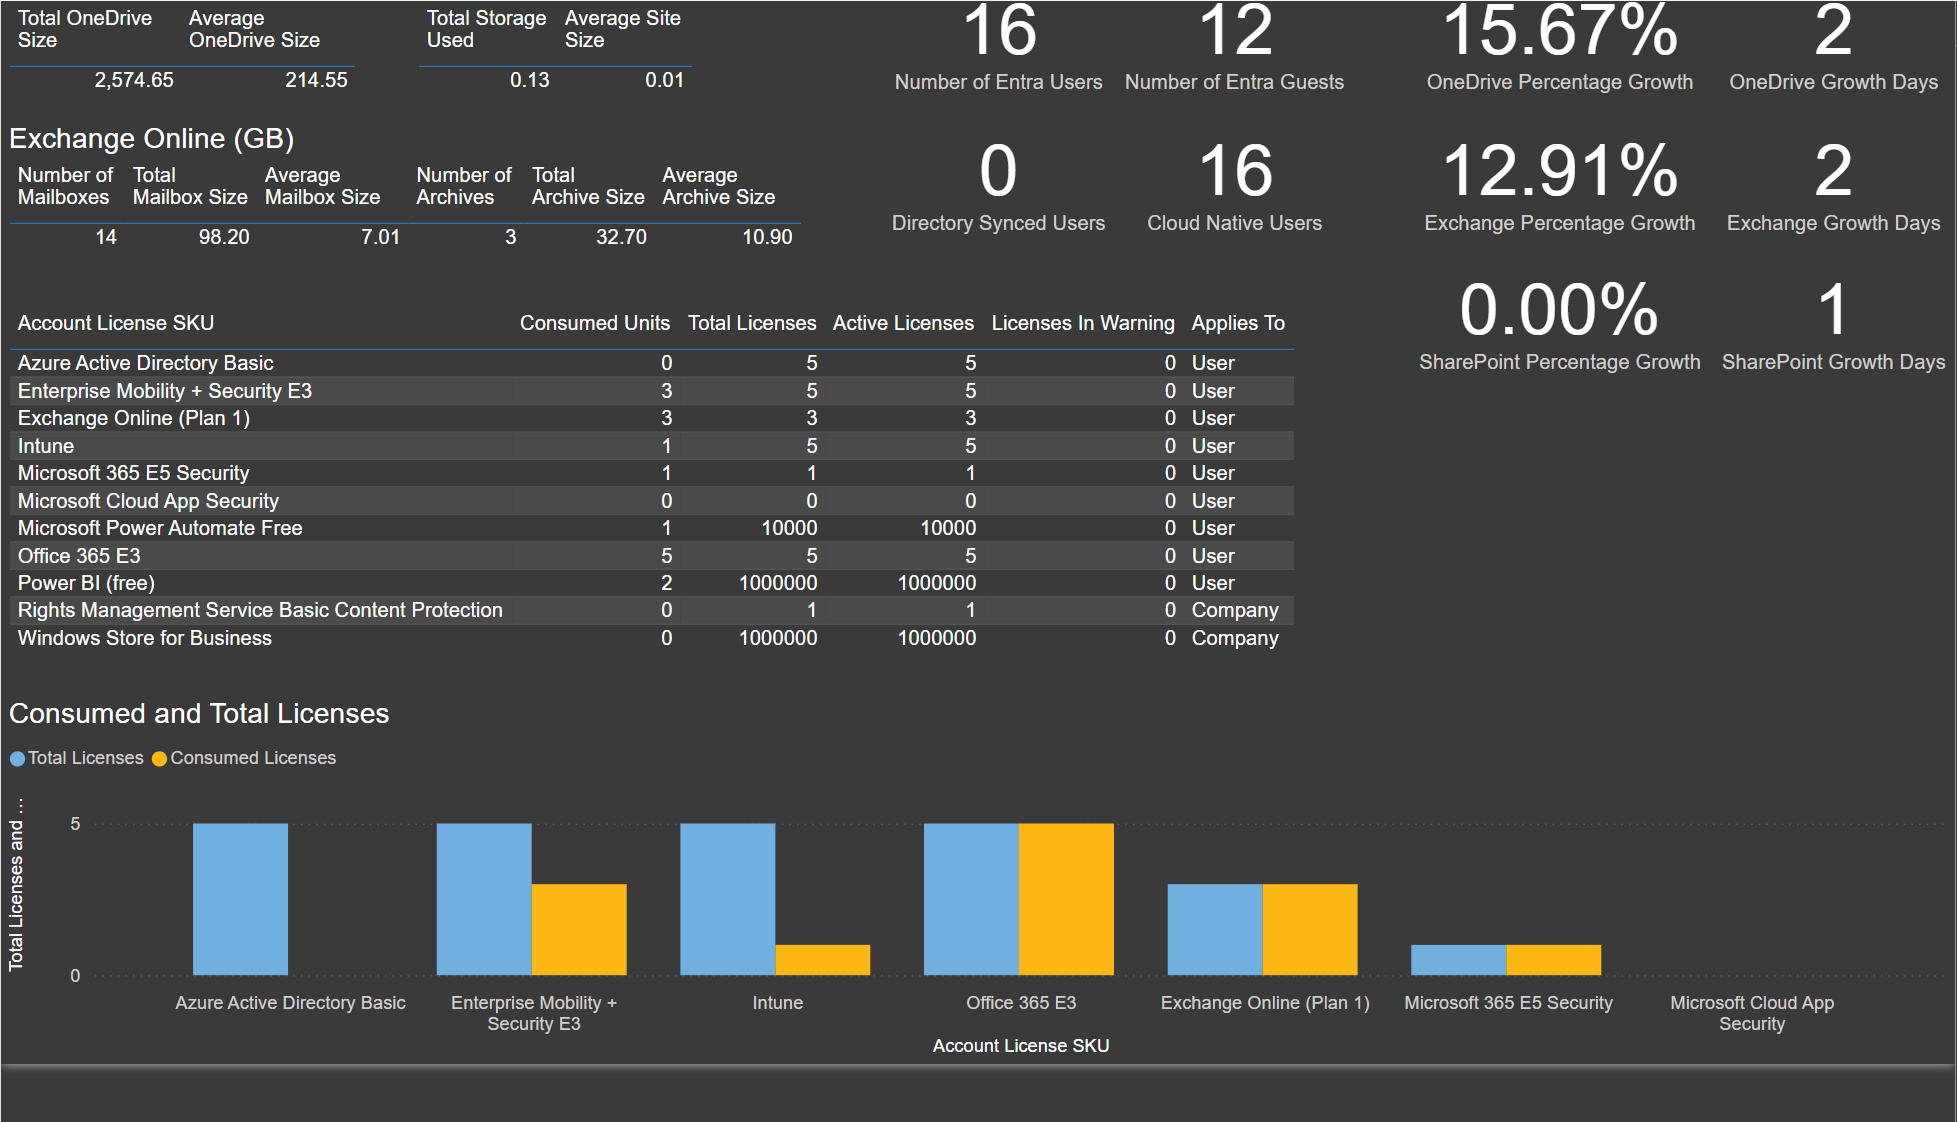 Total OneDrive Size Average OneDrive Size
2,574.65 214.55
Total Storage Used Average Site Size
0.13 0.01
Exchange Online (GB)
Number of Mailboxes Total Mailbox Size Average Mailbox Size Number of Archives Total Archive Size Average Archive Size
14 98.20 7.01 3 32.70 10.90
16
Number of Entra Users
12
Number of Entra Guests
0
Directory Synced Users
16
Cloud Native Users
15.67%
OneDrive Percentage Growth
2
OneDrive Growth Days
12.91%
Exchange Percentage Growth
2
Exchange Growth Days
0.00%
SharePoint Percentage Growth
1
SharePoint Growth Days
Account License SKU Consumed Units Total Licenses Active Licenses Licenses In Warning Applies To
Azure Active Directory Basic 0 5 5 0 User
Enterprise Mobility + Security E3 3 5 5 0 User
Exchange Online (Plan 1) 3 3 3 0 User
Intune 1 5 5 0 User
Microsoft 365 E5 Security 1 1 1 0 User
Microsoft Cloud App Security 0 0 0 0 User
Microsoft Power Automate Free 1 10000 10000 0 User
Office 365 E3 5 5 5 0 User
Power BI (free) 2 1000000 1000000 0 User
Rights Management Service Basic Content Protection 0 1 1 0 Company
Windows Store for Business 0 1000000 1000000 0 Company
Consumed and Total Licenses
Total Licenses Consumed Licenses
Total Licenses and ...
5
0
Azure Active Directory Basic
Enterprise Mobility +
Security E3
Intune
Office 365 E3
Exchange Online (Plan 1)
Microsoft 365 E5 Security
Microsoft Cloud App
Security
Account License SKU